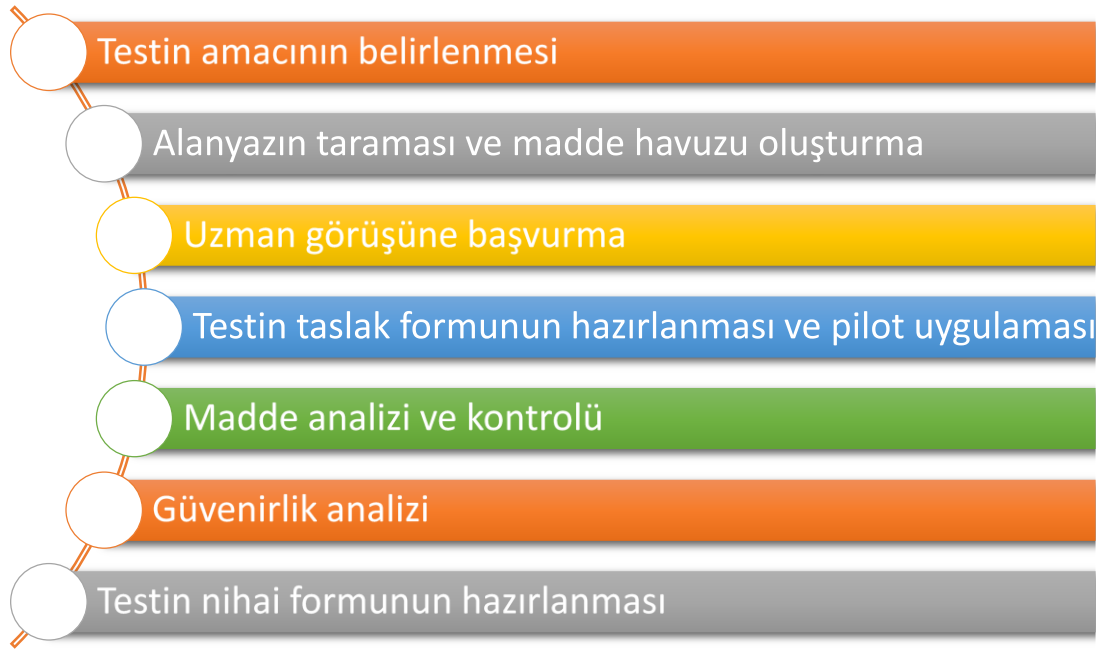 Testin amacının belirlenmesi
Alanyazın taraması ve madde havuzu oluşturma
Uzman görüşüne başvurma
Testin taslak formunun hazırlanması ve pilot uygulaması
Madde analizi ve kontrolü
Güvenirlik analizi
Testin nihai formunun hazırlanması